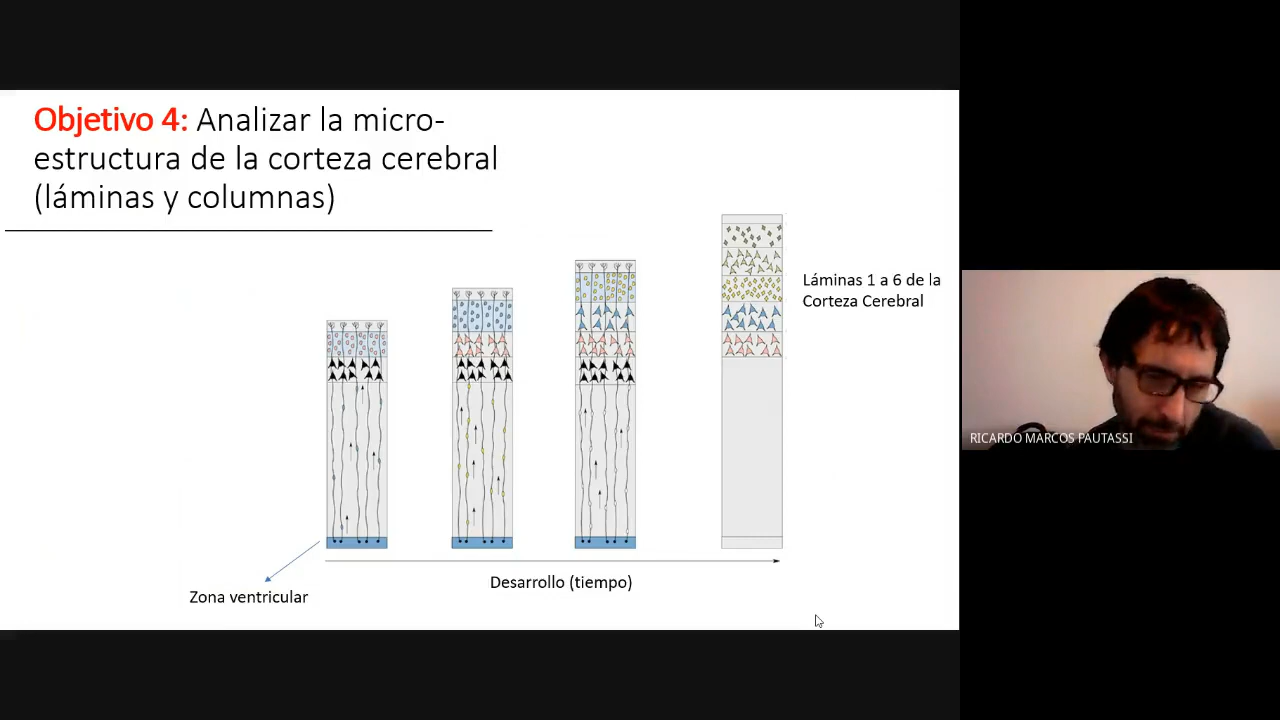 Objetivo 4: Analizar la micro-
estructura de la corteza cerebral
(láminas y columnas)
Láminas 1 a 6 de la
Corteza Cerebral
Desarrollo (tiempo)
Zona ventricular
RICARDO MARCOS PAUTASSI